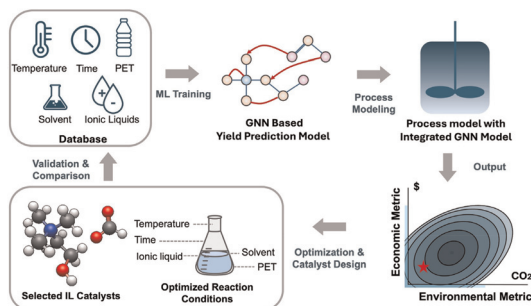 Temperature
Time
PET
Solvent
Ionic Liquids
Database
ML Training
GNN Based
Yield Prediction Model
Process
Modeling
Process model with
Integrated GNN Model
Output
$
Economic Metric
CO₂
Environmental Metric
Optimization &
Catalyst Design
Temperature
Time
Ionic liquid
Solvent
PET
Optimized Reaction
Conditions
Selected IL Catalysts
Validation &
Comparison